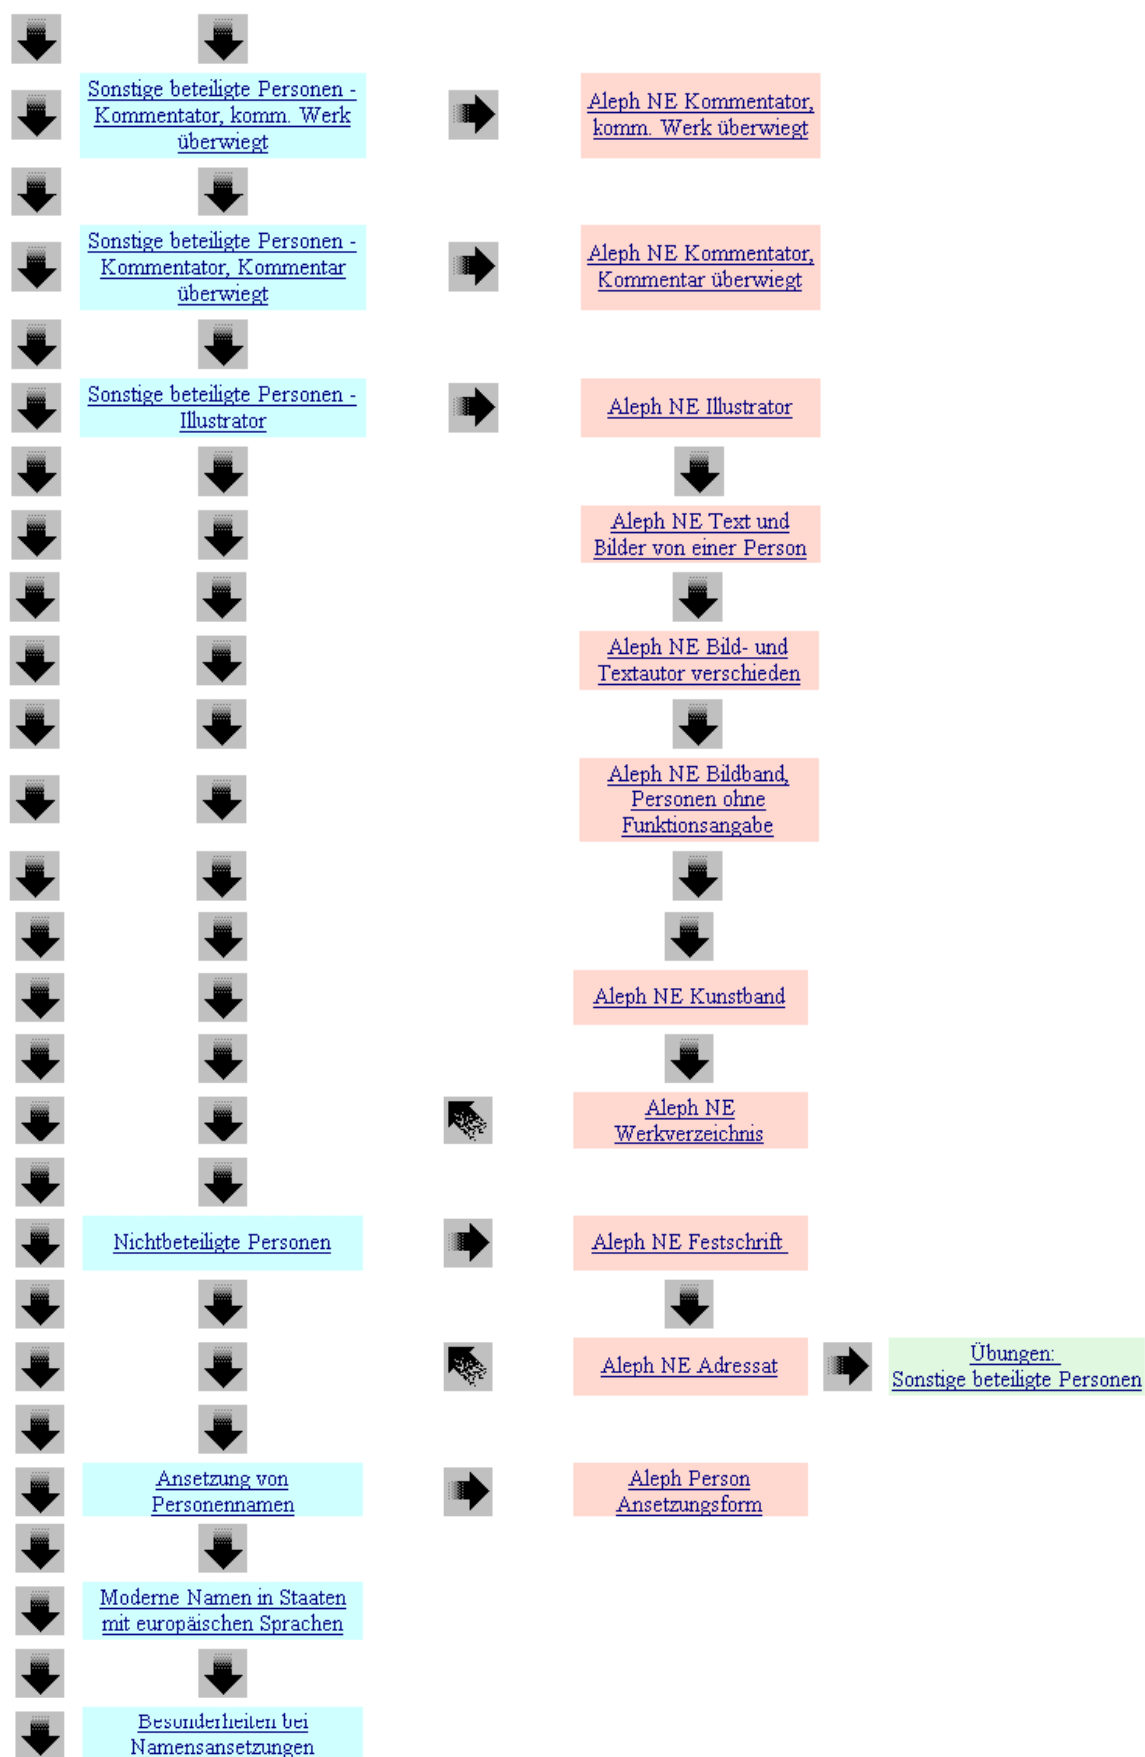 Sonstige beteiligte Personen -
Kommentator, komm. Werk
überwiegt
Aleph NE Kommentator,
komm. Werk überwiegt
Sonstige beteiligte Personen -
Kommentator, Kommentar
überwiegt
Aleph NE Kommentator,
Kommentar überwiegt
Sonstige beteiligte Personen -
Illustrator
Aleph NE Illustrator
Aleph NE Text und
Bilder von einer Person
Aleph NE Bild- und
Textautor verschieden
Aleph NE Bildband,
Personen ohne
Funktionsangabe
Aleph NE Kunstband
Aleph NE
Werkverzeichnis
Nichtbeteiligte Personen
Aleph NE Festschrift
Aleph NE Adressat
Übungen:
Sonstige beteiligte Personen
Ansetzung von
Personennamen
Aleph Person
Ansetzungsform
Moderne Namen in Staaten
mit europäischen Sprachen
Besonderheiten bei
Namensansetzungen